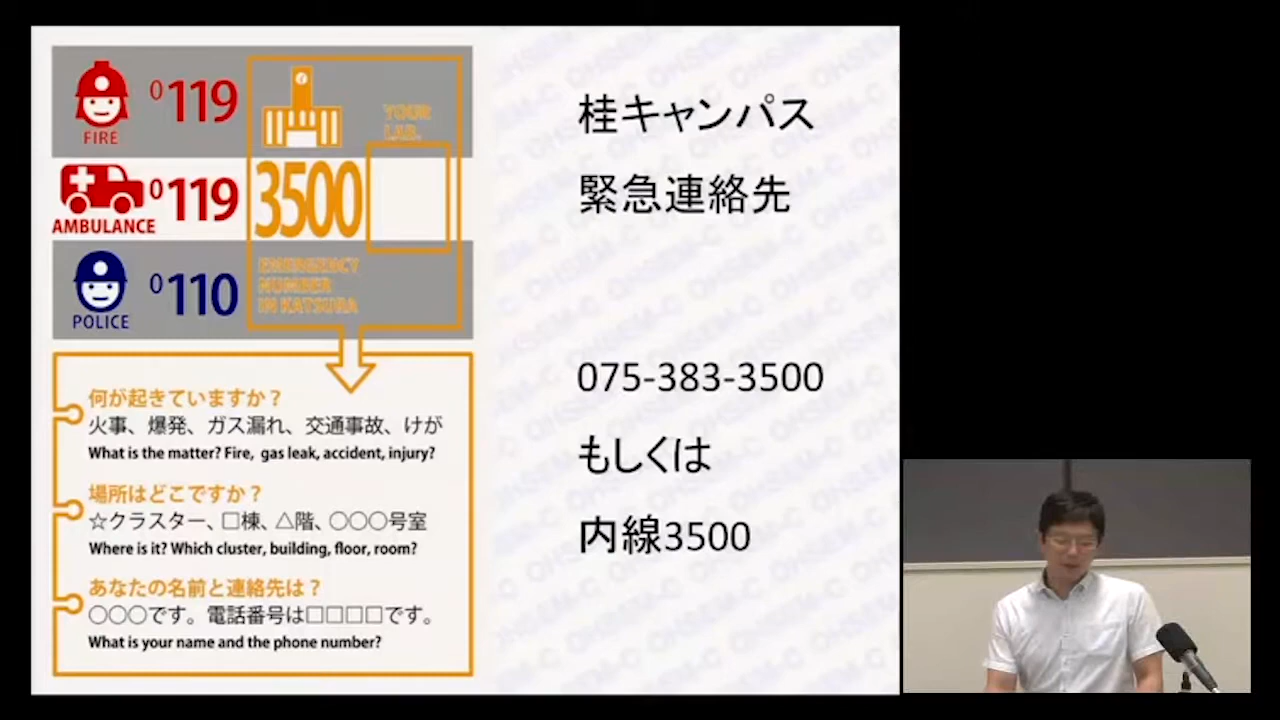 FIRE
0119
YOUR
LAB.
AMBULANCE
0119
3500
POLICE
0110
EMERGENCY
NUMBER
IN KATSURA
何が起きていますか？
火事、爆発、ガス漏れ、交通事故、けが
What is the matter? Fire, gas leak, accident, injury?
場所はどこですか？
☆クラスター、□棟、△階、○○○号室
Where is it? Which cluster, building, floor, room?
あなたの名前と連絡先は？
○○○です。電話番号は□□□□です。
What is your name and the phone number?
桂キャンパス
緊急連絡先
075-383-3500
もしくは
内線3500